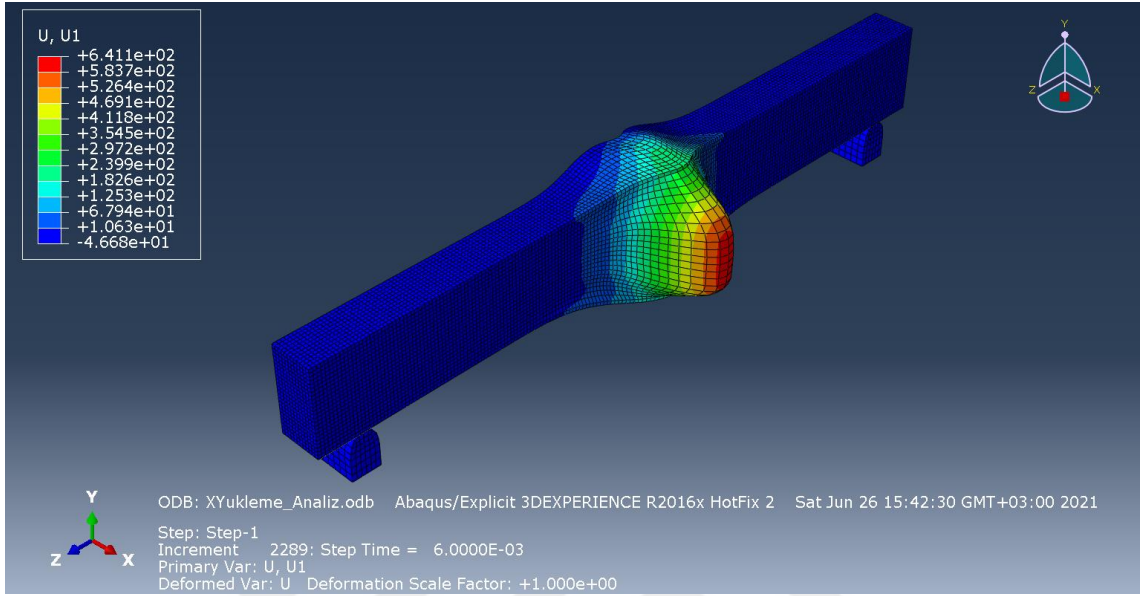 U, U1
+6.411e+02
+5.837e+02
+5.264e+02
+4.691e+02
+4.118e+02
+3.545e+02
+2.972e+02
+2.399e+02
+1.826e+02
+1.253e+02
+6.794e+01
+1.063e+01
-4.668e+01
Y
Z
X
Y
Z
X
ODB: XYukleme_Analiz.odb Abaqus/Explicit 3DEXPERIENCE R2016x HotFix 2 Sat Jun 26 15:42:30 GMT+03:00 2021
Step: Step-1
Increment 2289: Step Time = 6.0000E-03
Primary Var: U, U1
Deformed Var: U Deformation Scale Factor: +1.000e+00